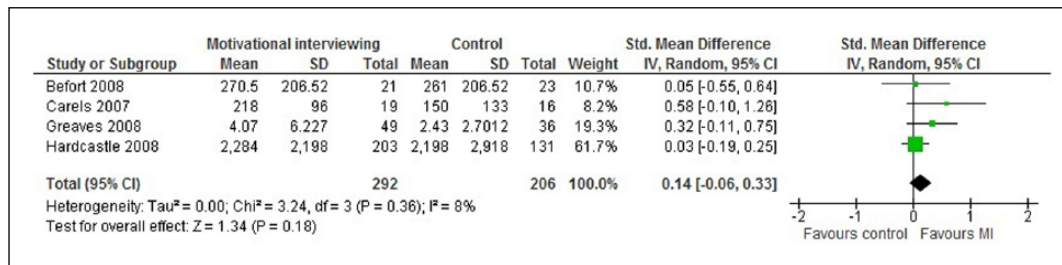 Motivational interviewing Control Std. Mean Difference Std. Mean Difference
Study or Subgroup Mean SD Total Mean SD Total Weight IV, Random, 95% CI IV, Random, 95% CI
Befort 2008 270.5 206.52 21 261 206.52 23 10.7% 0.05 [-0.55, 0.64]
Carels 2007 218 96 19 150 133 16 8.2% 0.58 [-0.10, 1.26]
Greaves 2008 4.07 6.227 49 2.43 2.7012 36 19.3% 0.32 [-0.11, 0.75]
Hardcastle 2008 2,284 2,198 203 2,198 2,918 131 61.7% 0.03 [-0.19, 0.25]
Total (95% CI) 292 206 100.0% 0.14 [-0.06, 0.33]
Heterogeneity: Tau² = 0.00; Chi² = 3.24, df = 3 (P = 0.36); I² = 8%
Test for overall effect: Z = 1.34 (P = 0.18)
-2 -1 0 1 2
Favours control Favours MI